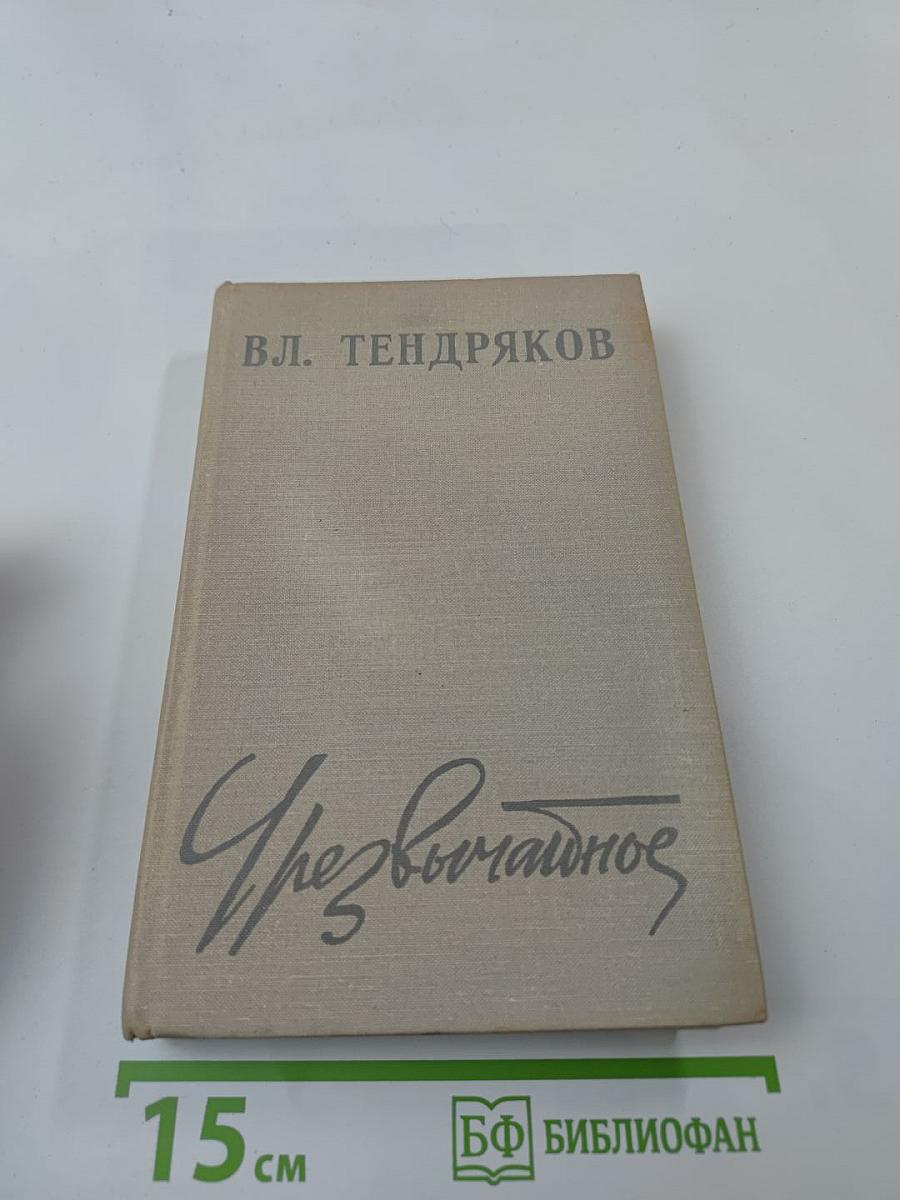 ВЛ. ТЕНДРЯКОВ
Чрезвычайное
15 см
БФ БИБЛИОФАН